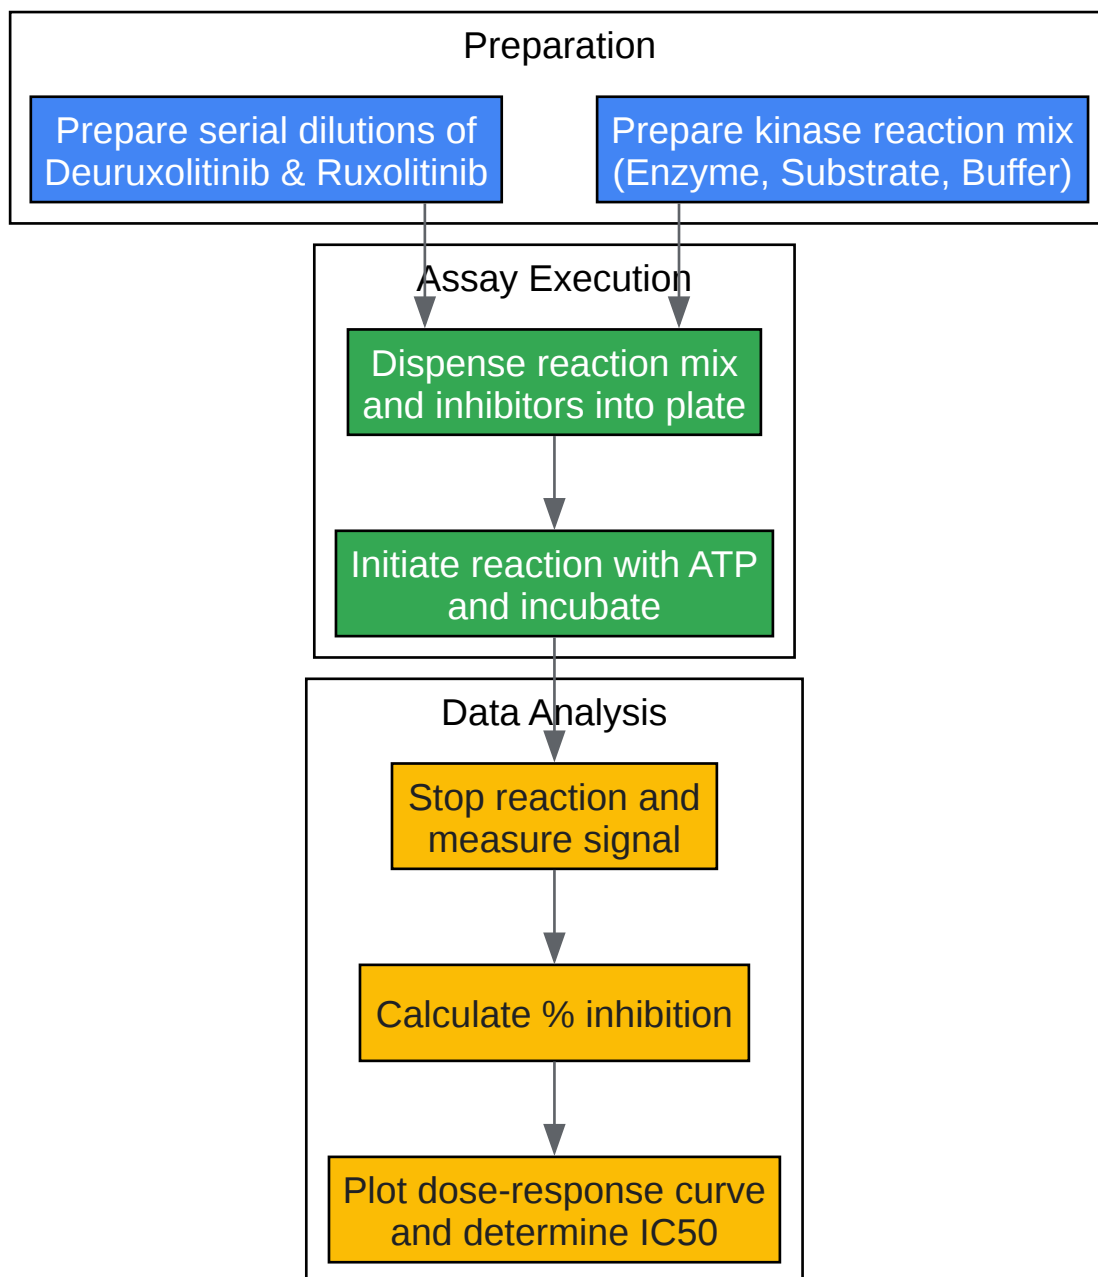 Preparation
Prepare serial dilutions of
Deuruxolitinib & Ruxolitinib
Prepare kinase reaction mix
(Enzyme, Substrate, Buffer)
Assay Execution
Dispense reaction mix
and inhibitors into plate
Initiate reaction with ATP
and incubate
Data Analysis
Stop reaction and
measure signal
Calculate % inhibition
Plot dose-response curve
and determine IC50